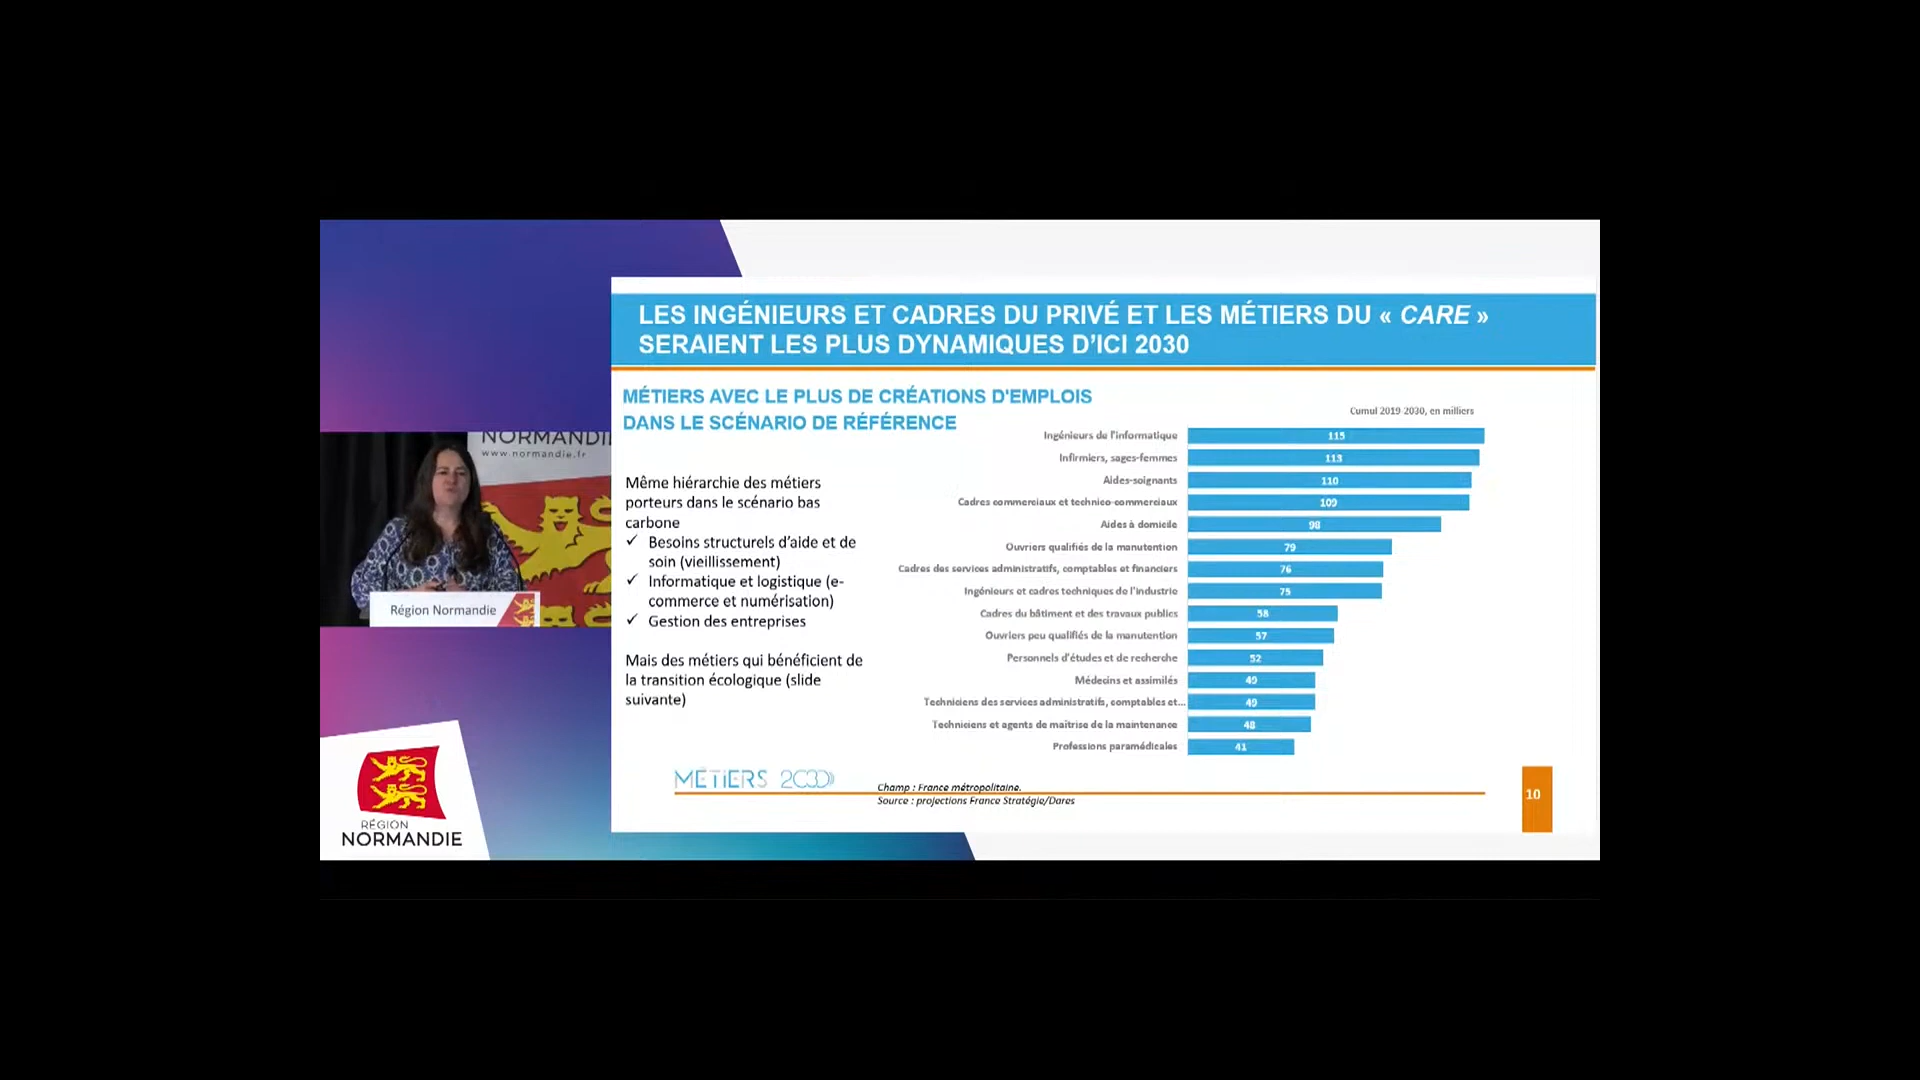 LES INGÉNIEURS ET CADRES DU PRIVÉ ET LES MÉTIERS DU « CARE »
SERAIENT LES PLUS DYNAMIQUES D'ICI 2030
MÉTIERS AVEC LE PLUS DE CRÉATIONS D'EMPLOIS
DANS LE SCÉNARIO DE RÉFÉRENCE
Même hiérarchie des métiers
porteurs dans le scénario bas
carbone
✓ Besoins structurels d'aide et de
soin (vieillissement)
✓ Informatique et logistique (e-
commerce et numérisation)
✓ Gestion des entreprises
Mais des métiers qui bénéficient de
la transition écologique (slide
suivante)
Cumul 2019-2030, en milliers
Ingénieurs de l'informatique 115
Infirmiers, sages-femmes 113
Aides-soignants 110
Cadres commerciaux et technico-commerciaux 109
Aides à domicile 98
Ouvriers qualifiés de la manutention 79
Cadres des services administratifs, comptables et financiers 76
Ingénieurs et cadres techniques de l'industrie 75
Cadres du bâtiment et des travaux publics 58
Ouvriers peu qualifiés de la manutention 57
Personnels d'études et de recherche 52
Médecins et assimilés 49
Techniciens des services administratifs, comptables et... 49
Techniciens et agents de maîtrise de la maintenance 48
Professions paramédicales 41
MÉTIERS 2030
Champ : France métropolitaine.
Source : projections France Stratégie/Dares
10
NORMANDIE
www.normandie.fr
Région Normandie
RÉGION
NORMANDIE